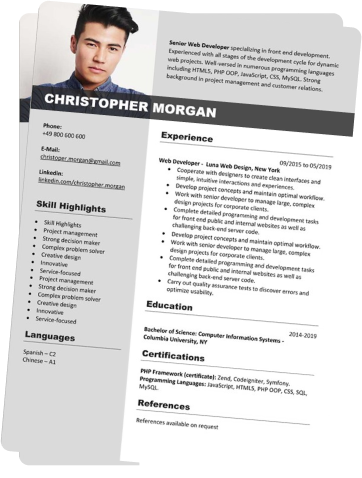 Senior Web Developer specializing in front end development.
Experienced with all stages of the development cycle for dynamic
web projects. Well-versed in numerous programming languages
including HTML5, PHP OOP, JavaScript, CSS, MySQL. Strong
background in project management and customer relations.
CHRISTOPHER MORGAN
Phone:
+49 800 600 600
E-Mail:
christoper.morgan@gmail.com
Linkedin:
linkedin.com/christopher.morgan
Skill Highlights
• Skill Highlights
• Project management
• Strong decision maker
• Complex problem solver
• Creative design
• Innovative
• Service-focused
• Project management
• Strong decision maker
• Complex problem solver
• Creative design
• Innovative
• Service-focused
Languages
Spanish – C2
Chinese – A1
Experience
09/2015 to 05/2019
Web Developer - Luna Web Design, New York
• Cooperate with designers to create clean interfaces and
simple, intuitive interactions and experiences.
• Develop project concepts and maintain optimal workflow.
• Work with senior developer to manage large, complex
design projects for corporate clients.
• Complete detailed programming and development tasks
for front end public and internal websites as well as
challenging back-end server code.
• Develop project concepts and maintain optimal workflow.
• Work with senior developer to manage large, complex
design projects for corporate clients.
• Complete detailed programming and development tasks
for front end public and internal websites as well as
challenging back-end server code.
• Carry out quality assurance tests to discover errors and
optimize usability.
Education
2014-2019
Bachelor of Science: Computer Information Systems -
Columbia University, NY
Certifications
PHP Framework (certificate): Zend, Codeigniter, Symfony.
Programming Languages: JavaScript, HTML5, PHP OOP, CSS, SQL,
MySQL.
References
References available on request